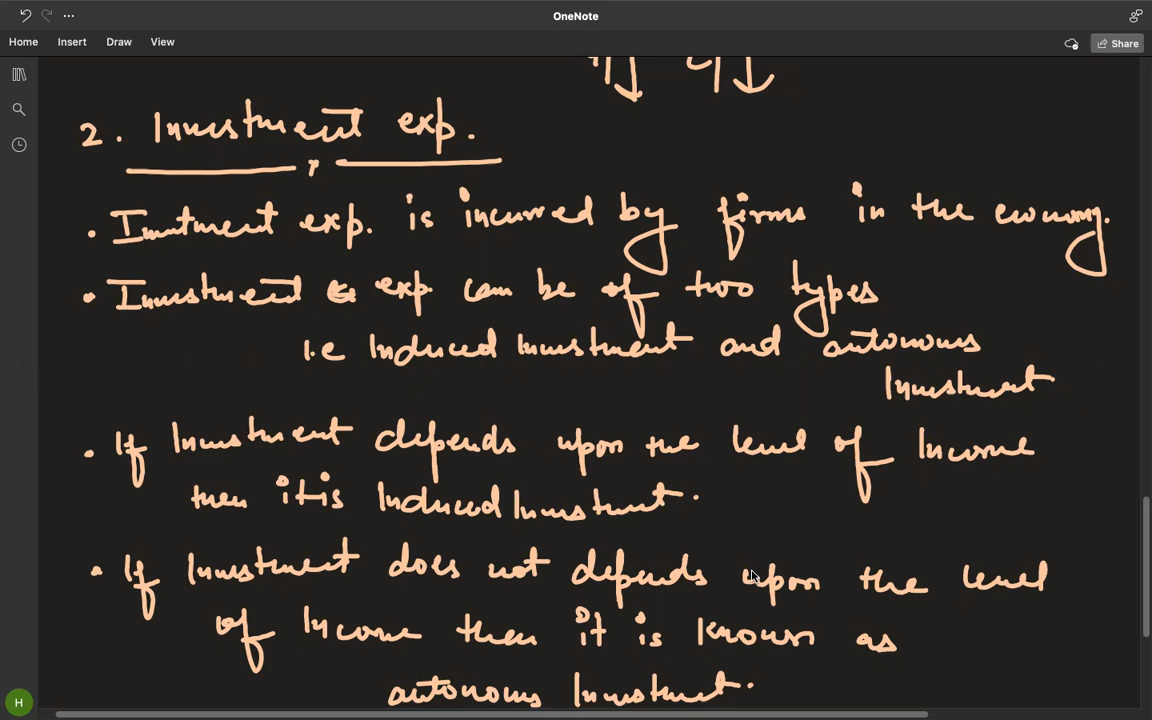 OneNote
Home Insert Draw View
Share
2. Investment exp.
. Investment exp. is incurred by firms in the economy.
. Investment exp. can be of two types
i.e Induced Investment and autonomous
Investment
. If Investment depends upon the level of Income
then it is Induced Investment.
. If Investment does not depends upon the level
of Income then it is known as
autonomous Investment.
H